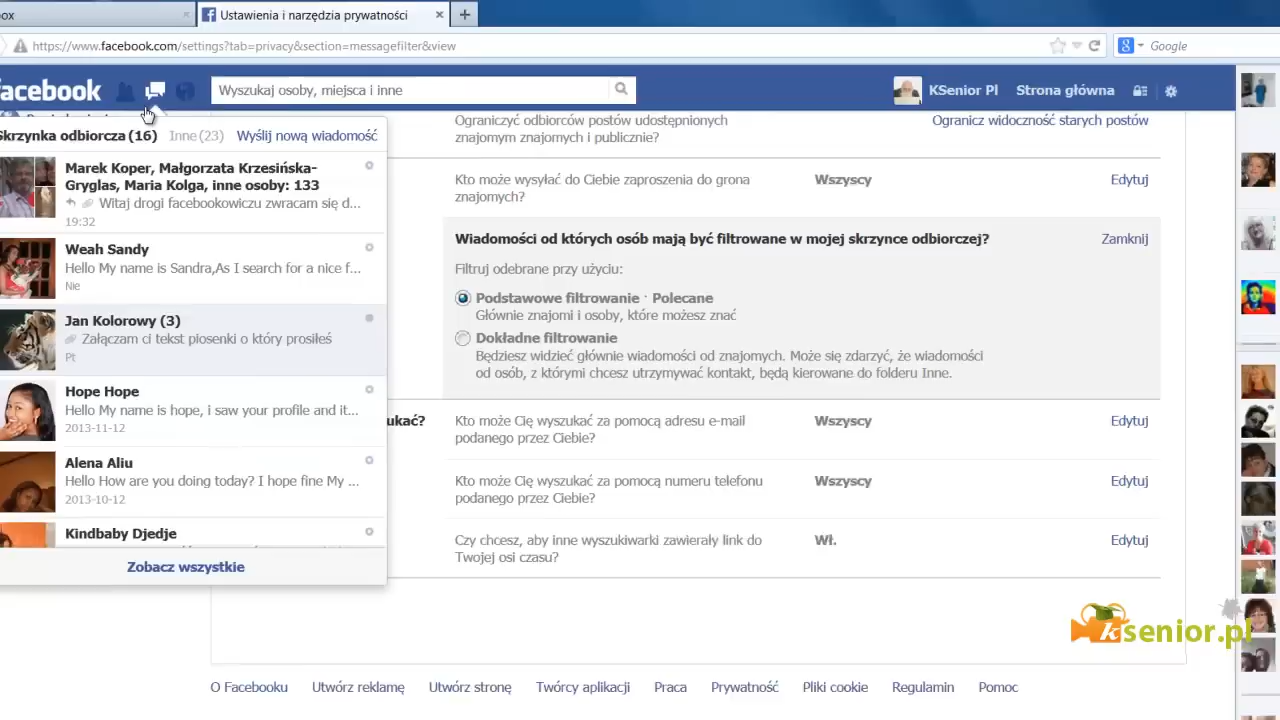 ox
Ustawienia i narzędzia prywatności
https://www.facebook.com/settings?tab=privacy&section=messagefilter&view
Google
facebook
Wyszukaj osoby, miejsca i inne
KSenior Pl
Strona główna
Skrzynka odbiorcza (16)
Inne (23)
Wyślij nową wiadomość
Marek Koper, Małgorzata Krzesińska-
Gryglas, Maria Kolga, inne osoby: 133
Witaj drogi facebookowiczu zwracam się d...
19:32
Weah Sandy
Hello My name is Sandra,As I search for a nice f...
Nie
Jan Kolorowy (3)
Załączam ci tekst piosenki o który prosiłeś
Pt
Hope Hope
Hello My name is hope, i saw your profile and it...
2013-11-12
Alena Aliu
Hello How are you doing today? I hope fine My ...
2013-10-12
Kindbaby Djedje
Zobacz wszystkie
Ograniczyć odbiorców postów udostępnionych
znajomym znajomych i publicznie?
Ogranicz widoczność starych postów
Kto może wysyłać do Ciebie zaproszenia do grona
znajomych?
Wszyscy
Edytuj
Wiadomości od których osób mają być filtrowane w mojej skrzynce odbiorczej?
Zamknij
Filtruj odebrane przy użyciu:
Podstawowe filtrowanie · Polecane
Głównie znajomi i osoby, które możesz znać
Dokładne filtrowanie
Będziesz widzieć głównie wiadomości od znajomych. Może się zdarzyć, że wiadomości
od osób, z którymi chcesz utrzymywać kontakt, będą kierowane do folderu Inne.
ukać?
Kto może Cię wyszukać za pomocą adresu e-mail
podanego przez Ciebie?
Wszyscy
Edytuj
Kto może Cię wyszukać za pomocą numeru telefonu
podanego przez Ciebie?
Wszyscy
Edytuj
Czy chcesz, aby inne wyszukiwarki zawierały link do
Twojej osi czasu?
Wł.
Edytuj
ksenior.pl
O Facebooku
Utwórz reklamę
Utwórz stronę
Twórcy aplikacji
Praca
Prywatność
Pliki cookie
Regulamin
Pomoc